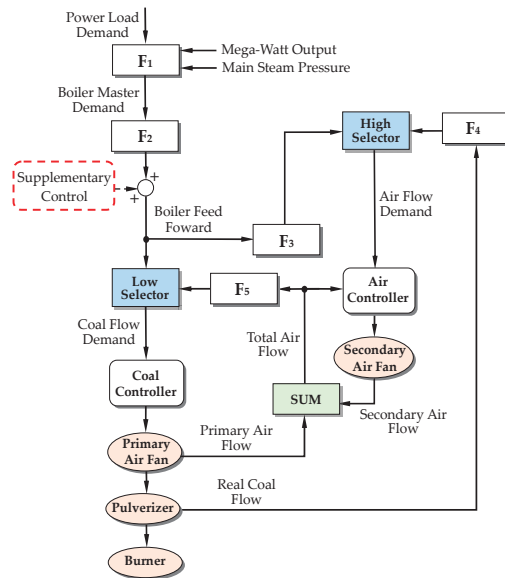 Power Load
Demand
F1
Mega-Watt Output
Main Steam Pressure
Boiler Master
Demand
F2
High
Selector
F4
Supplementary
Control
+
+
Boiler Feed
Foward
F3
Air Flow
Demand
Low
Selector
F5
Air
Controller
Coal Flow
Demand
Total Air
Flow
Secondary
Air Fan
Coal
Controller
SUM
Secondary Air
Flow
Primary Air
Flow
Primary
Air Fan
Real Coal
Flow
Pulverizer
Burner